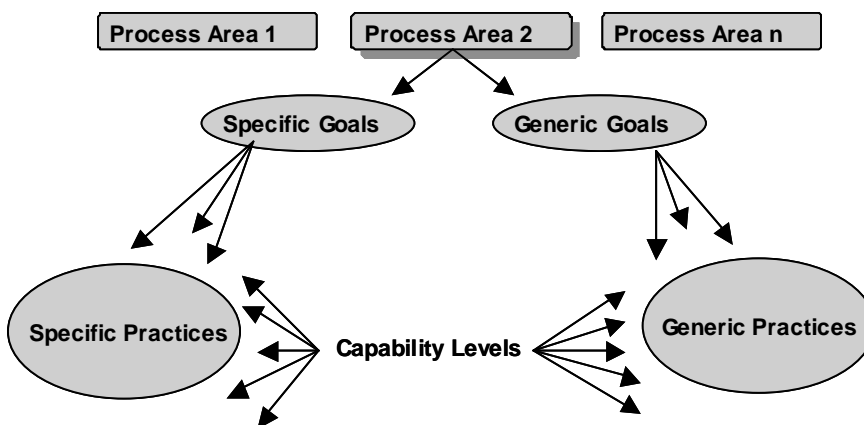 Process Area 1
Process Area 2
Process Area n
Specific Goals
Generic Goals
Specific Practices
Capability Levels
Generic Practices